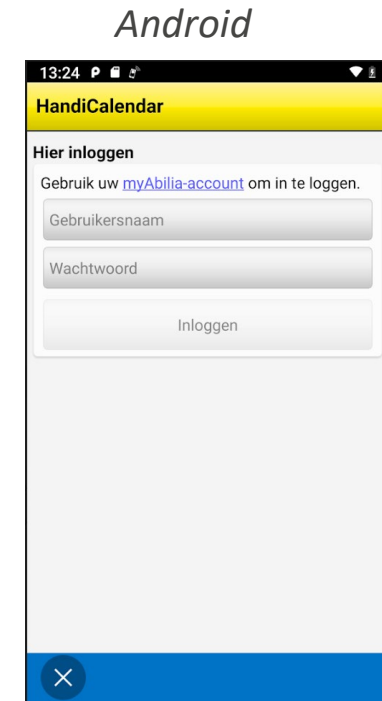 Android
13:24
HandiCalendar
Hier inloggen
Gebruik uw myAbilia-account om in te loggen.
Gebruikersnaam
Wachtwoord
Inloggen